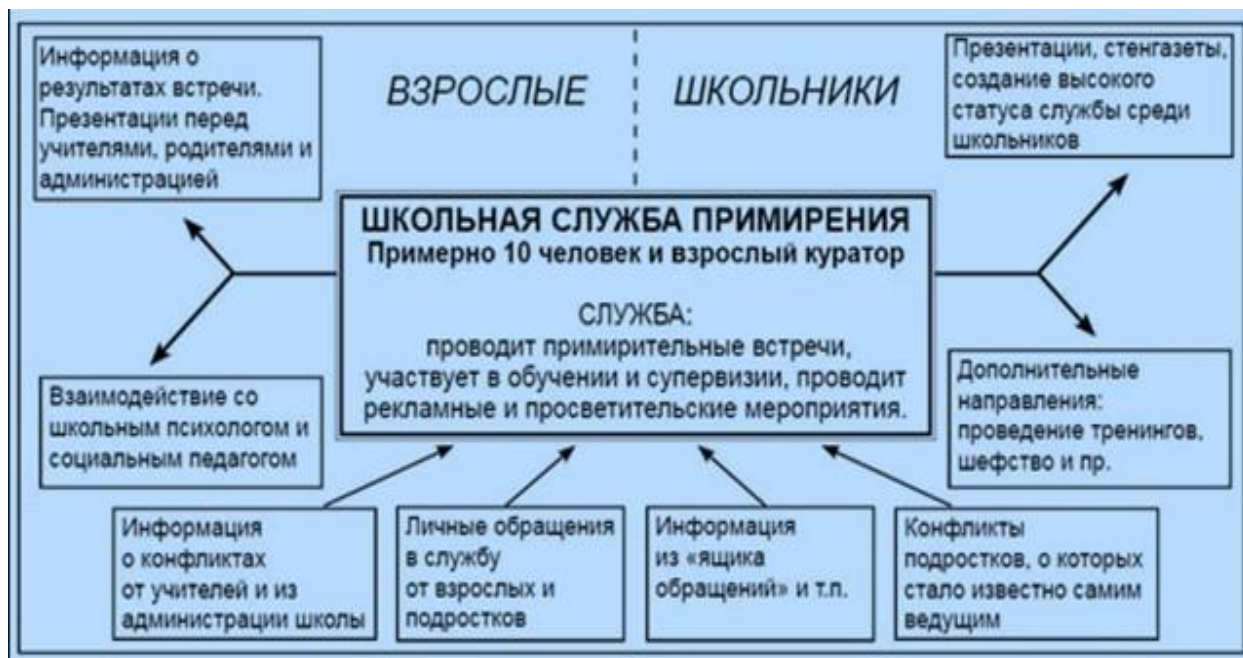 Информация о
результатах встречи.
Презентации перед
учителями, родителями и
администрацией
ВЗРОСЛЫЕ
ШКОЛЬНИКИ
Презентации, стенгазеты,
создание высокого
статуса службы среди
школьников
ШКОЛЬНАЯ СЛУЖБА ПРИМИРЕНИЯ
Примерно 10 человек и взрослый куратор
СЛУЖБА:
проводит примирительные встречи,
участвует в обучении и супервизии, проводит
рекламные и просветительские мероприятия.
Взаимодействие со
школьным психологом и
социальным педагогом
Дополнительные
направления:
проведение тренингов,
шефство и пр.
Информация
о конфликтах
от учителей и из
администрации школы
Личные обращения
в службу
от взрослых и
подростков
Информация
из «ящика
обращений» и т.п.
Конфликты
подростков, о которых
стало известно самим
ведущим